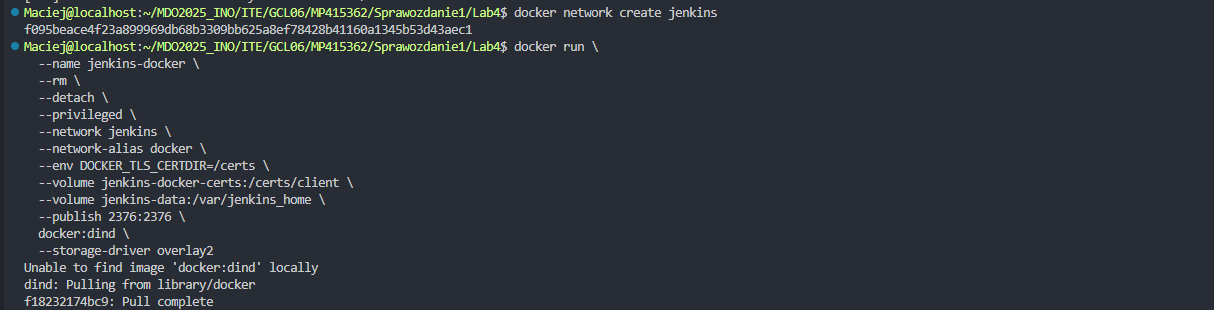 Maciej@localhost:~/MDO2025_INO/ITE/GCL06/MP415362/Sprawozdanie1/Lab4$ docker network create jenkins
f095beace4f23a899969db68b3309bb625a8ef78428b41160a1345b53d43aec1
Maciej@localhost:~/MDO2025_INO/ITE/GCL06/MP415362/Sprawozdanie1/Lab4$ docker run \
--name jenkins-docker \
--rm \
--detach \
--privileged \
--network jenkins \
--network-alias docker \
--env DOCKER_TLS_CERTDIR=/certs \
--volume jenkins-docker-certs:/certs/client \
--volume jenkins-data:/var/jenkins_home \
--publish 2376:2376 \
docker:dind \
--storage-driver overlay2
Unable to find image 'docker:dind' locally
dind: Pulling from library/docker
f18232174bc9: Pull complete